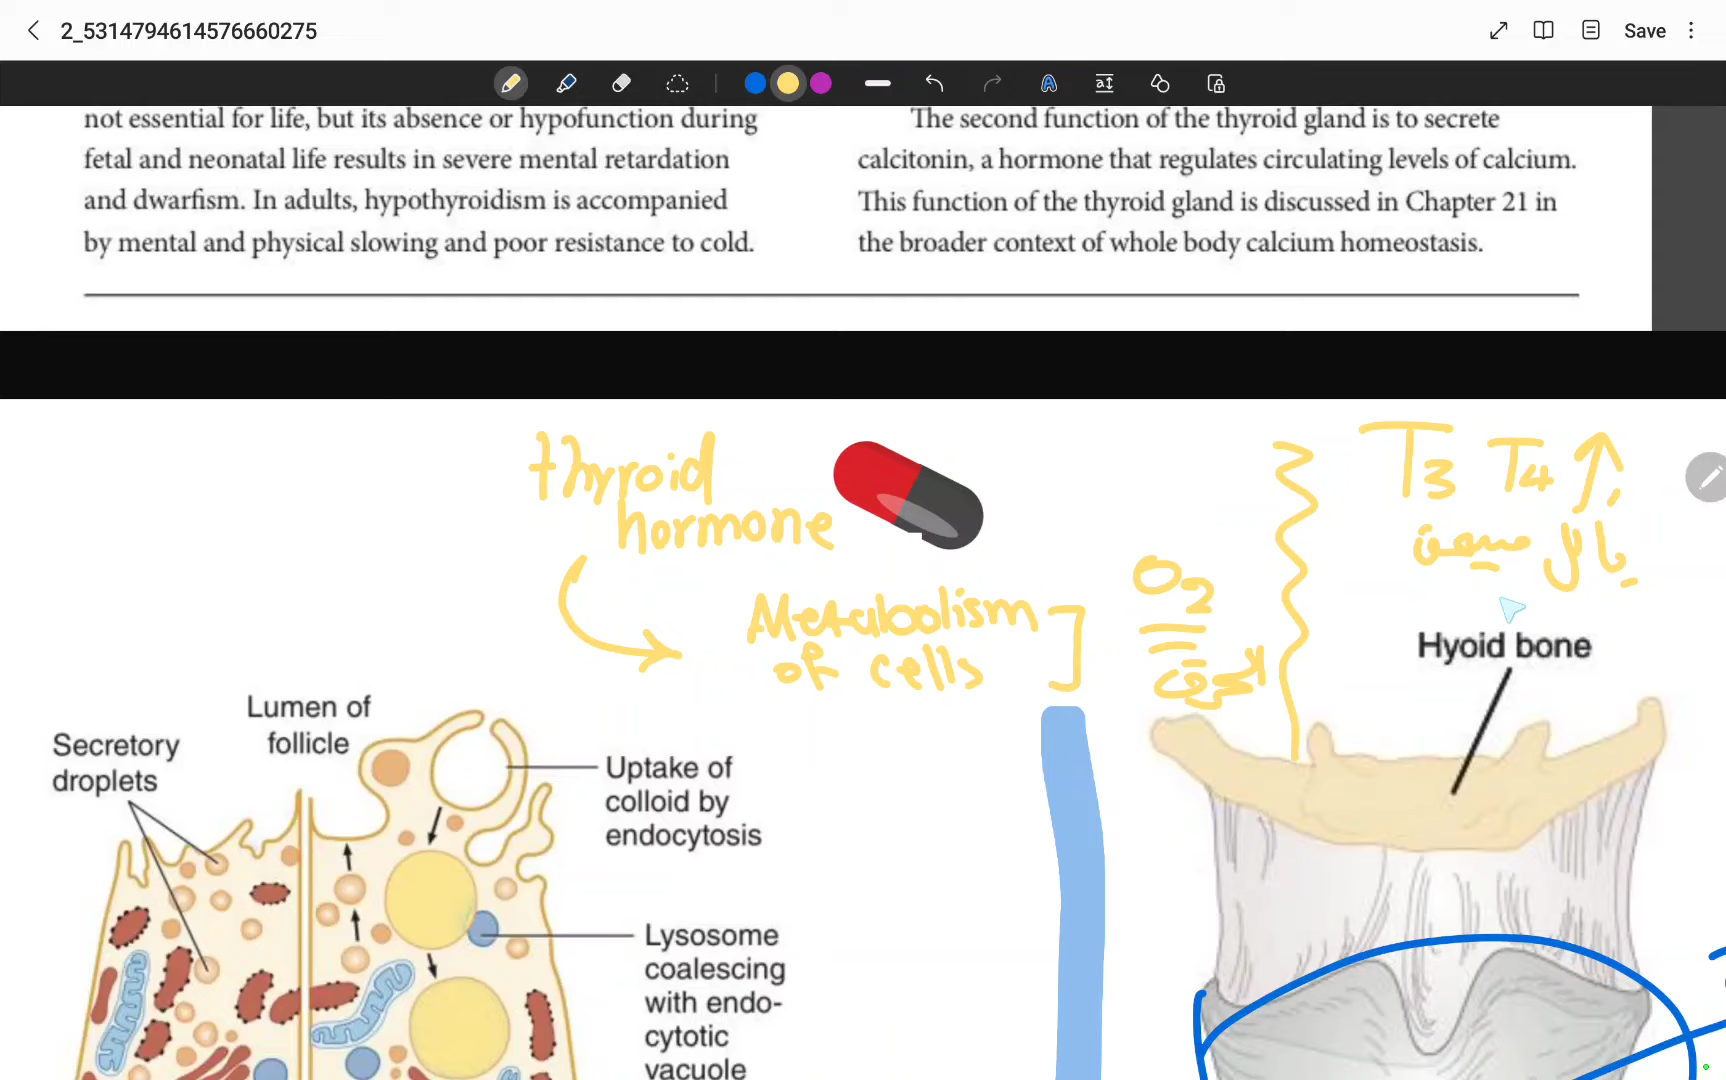 2_5314794614576660275
Save
not essential for life, but its absence or hypofunction during
fetal and neonatal life results in severe mental retardation
and dwarfism. In adults, hypothyroidism is accompanied
by mental and physical slowing and poor resistance to cold.
The second function of the thyroid gland is to secrete
calcitonin, a hormone that regulates circulating levels of calcium.
This function of the thyroid gland is discussed in Chapter 21 in
the broader context of whole body calcium homeostasis.
thyroid
hormone
Metabolism
of cells
O2
T3 T4 ↑
Hyoid bone
Lumen of
follicle
Secretory
droplets
Uptake of
colloid by
endocytosis
Lysosome
coalescing
with endo-
cytotic
vacuole